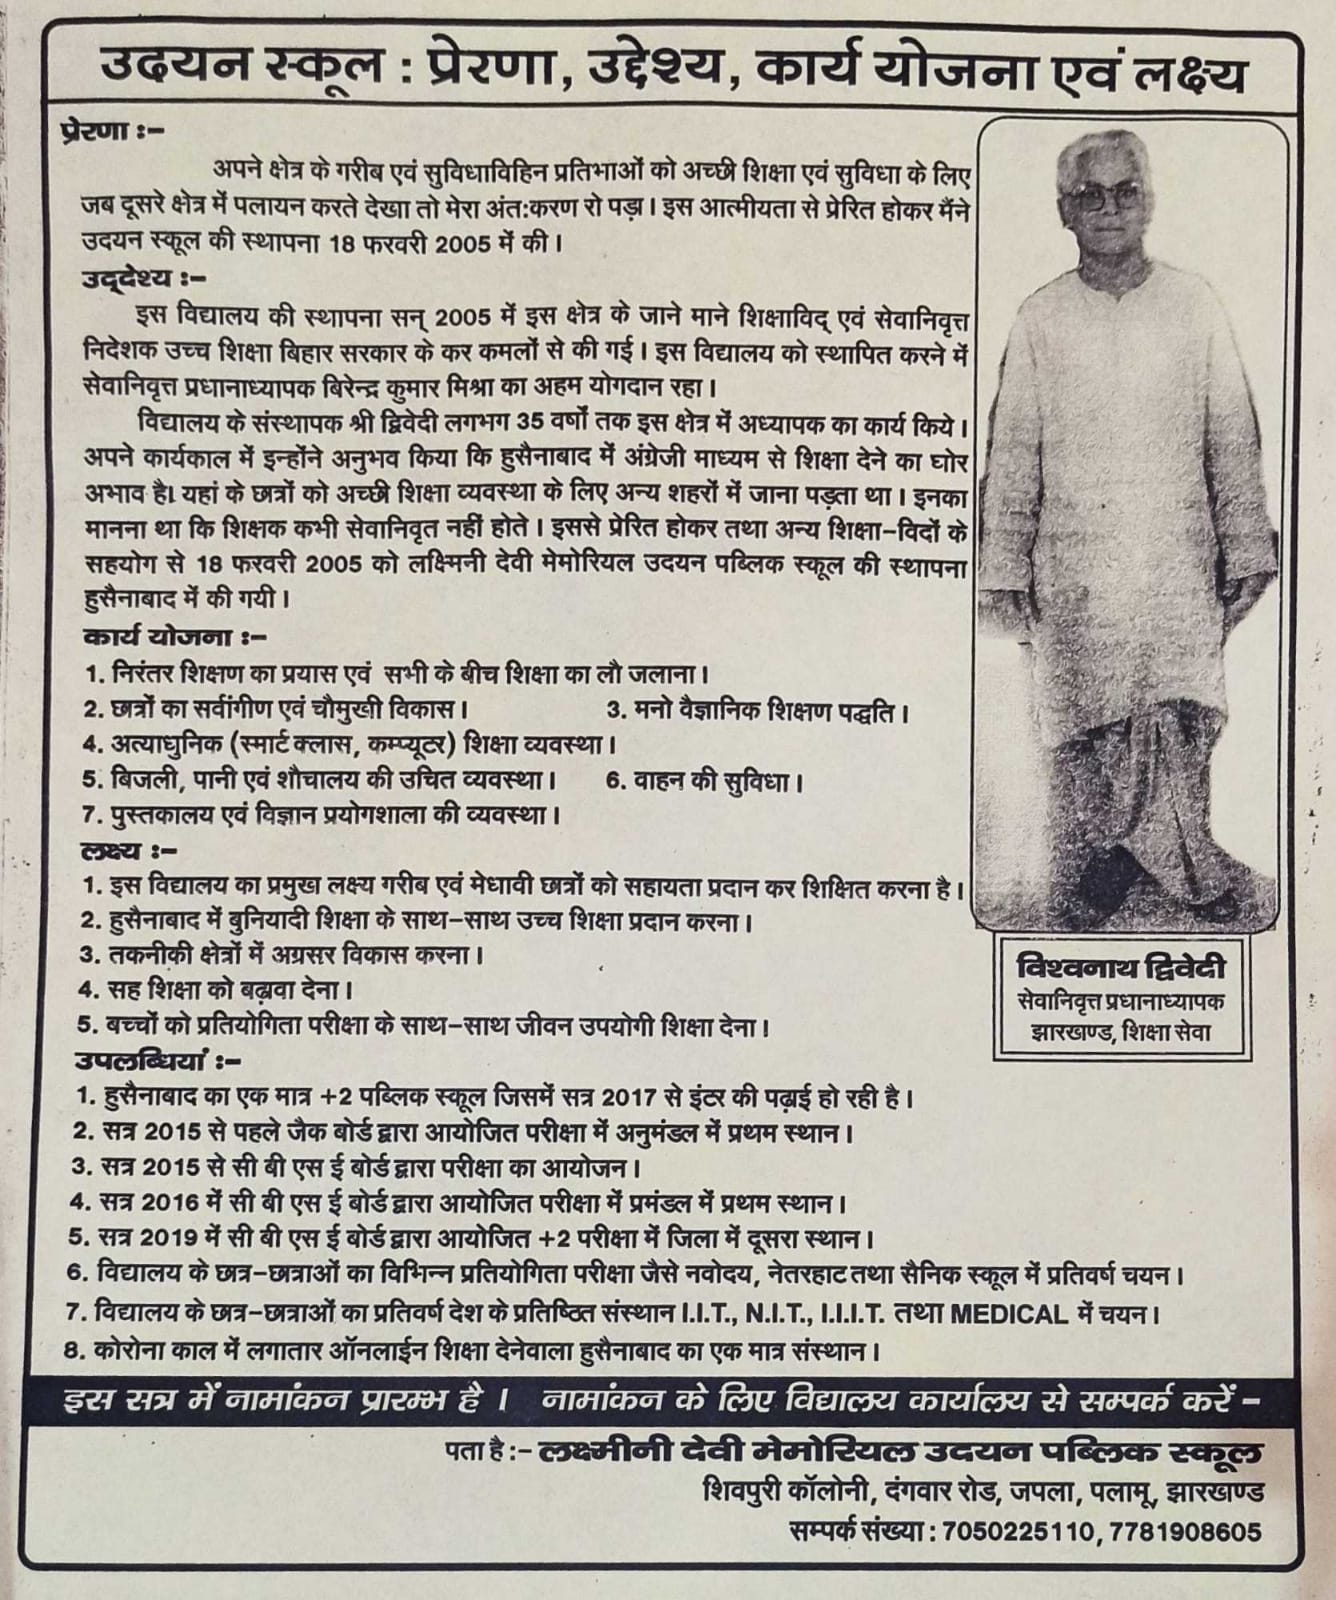 उदयन स्कूल : प्रेरणा, उद्देश्य, कार्य योजना एवं लक्ष्य
प्रेरणा :-
अपने क्षेत्र के गरीब एवं सुविधाविहिन प्रतिभाओं को अच्छी शिक्षा एवं सुविधा के लिए
जब दूसरे क्षेत्र में पलायन करते देखा तो मेरा अंत:करण रो पड़ा। इस आत्मीयता से प्रेरित होकर मैंने
उदयन स्कूल की स्थापना 18 फरवरी 2005 में की।
उद्देश्य :-
इस विद्यालय की स्थापना सन् 2005 में इस क्षेत्र के जाने माने शिक्षाविद् एवं सेवानिवृत्त
निदेशक उच्च शिक्षा बिहार सरकार के कर कमलों से की गई। इस विद्यालय को स्थापित करने में
सेवानिवृत्त प्रधानाध्यापक बिरेन्द्र कुमार मिश्रा का अहम योगदान रहा।
विद्यालय के संस्थापक श्री द्विवेदी लगभग 35 वर्षों तक इस क्षेत्र में अध्यापक का कार्य किये।
अपने कार्यकाल में इन्होंने अनुभव किया कि हुसैनाबाद में अंग्रेजी माध्यम से शिक्षा देने का घोर
अभाव है। यहां के छात्रों को अच्छी शिक्षा व्यवस्था के लिए अन्य शहरों में जाना पड़ता था। इनका
मानना था कि शिक्षक कभी सेवानिवृत नहीं होते। इससे प्रेरित होकर तथा अन्य शिक्षा-विदों के
सहयोग से 18 फरवरी 2005 को लक्ष्मिनी देवी मेमोरियल उदयन पब्लिक स्कूल की स्थापना
हुसैनाबाद में की गयी।
कार्य योजना :-
1. निरंतर शिक्षण का प्रयास एवं सभी के बीच शिक्षा का लौ जलाना।
2. छात्रों का सर्वांगीण एवं चौमुखी विकास। 3. मनो वैज्ञानिक शिक्षण पद्धति।
4. अत्याधुनिक (स्मार्ट क्लास, कम्प्यूटर) शिक्षा व्यवस्था।
5. बिजली, पानी एवं शौचालय की उचित व्यवस्था। 6. वाहन की सुविधा।
7. पुस्तकालय एवं विज्ञान प्रयोगशाला की व्यवस्था।
लक्ष्य :-
1. इस विद्यालय का प्रमुख लक्ष्य गरीब एवं मेधावी छात्रों को सहायता प्रदान कर शिक्षित करना है।
2. हुसैनाबाद में बुनियादी शिक्षा के साथ-साथ उच्च शिक्षा प्रदान करना।
3. तकनीकी क्षेत्रों में अग्रसर विकास करना।
4. सह शिक्षा को बढ़ावा देना।
5. बच्चों को प्रतियोगिता परीक्षा के साथ-साथ जीवन उपयोगी शिक्षा देना।
विश्वनाथ द्विवेदी
सेवानिवृत्त प्रधानाध्यापक
झारखण्ड, शिक्षा सेवा
उपलब्धियां :-
1. हुसैनाबाद का एक मात्र +2 पब्लिक स्कूल जिसमें सत्र 2017 से इंटर की पढ़ाई हो रही है।
2. सत्र 2015 से पहले जैक बोर्ड द्वारा आयोजित परीक्षा में अनुमंडल में प्रथम स्थान।
3. सत्र 2015 से सी बी एस ई बोर्ड द्वारा परीक्षा का आयोजन।
4. सत्र 2016 में सी बी एस ई बोर्ड द्वारा आयोजित परीक्षा में प्रमंडल में प्रथम स्थान।
5. सत्र 2019 में सी बी एस ई बोर्ड द्वारा आयोजित +2 परीक्षा में जिला में दूसरा स्थान।
6. विद्यालय के छात्र-छात्राओं का विभिन्न प्रतियोगिता परीक्षा जैसे नवोदय, नेतरहाट तथा सैनिक स्कूल में प्रतिवर्ष चयन।
7. विद्यालय के छात्र-छात्राओं का प्रतिवर्ष देश के प्रतिष्ठित संस्थान I.I.T., N.I.T., I.I.I.T. तथा MEDICAL में चयन।
8. कोरोना काल में लगातार ऑनलाईन शिक्षा देनेवाला हुसैनाबाद का एक मात्र संस्थान।
इस सत्र में नामांकन प्रारम्भ है। नामांकन के लिए विद्यालय कार्यालय से सम्पर्क करें -
पता है :- लक्ष्मीनी देवी मेमोरियल उदयन पब्लिक स्कूल
शिवपुरी कॉलोनी, दंगवार रोड, जपला, पलामू, झारखण्ड
सम्पर्क संख्या : 7050225110, 7781908605